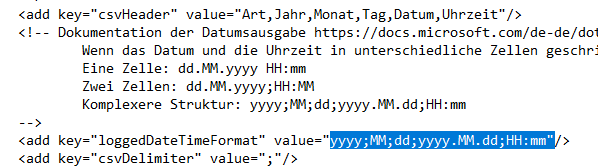 <add key="csvHeader" value="Art,Jahr,Monat,Tag,Datum,Uhrzeit"/>
<!-- Dokumentation der Datumsausgabe https://docs.microsoft.com/de-de/dot
Wenn das Datum und die Uhrzeit in unterschiedliche Zellen geschri
Eine Zelle: dd.MM.yyyy HH:mm
Zwei Zellen: dd.MM.yyyy;HH:MM
Komplexere Struktur: yyyy;MM;dd;yyyy.MM.dd;HH:mm
-->
<add key="loggedDateTimeFormat" value="yyyy;MM;dd;yyyy.MM.dd;HH:mm"/>
<add key="csvDelimiter" value=";"/>